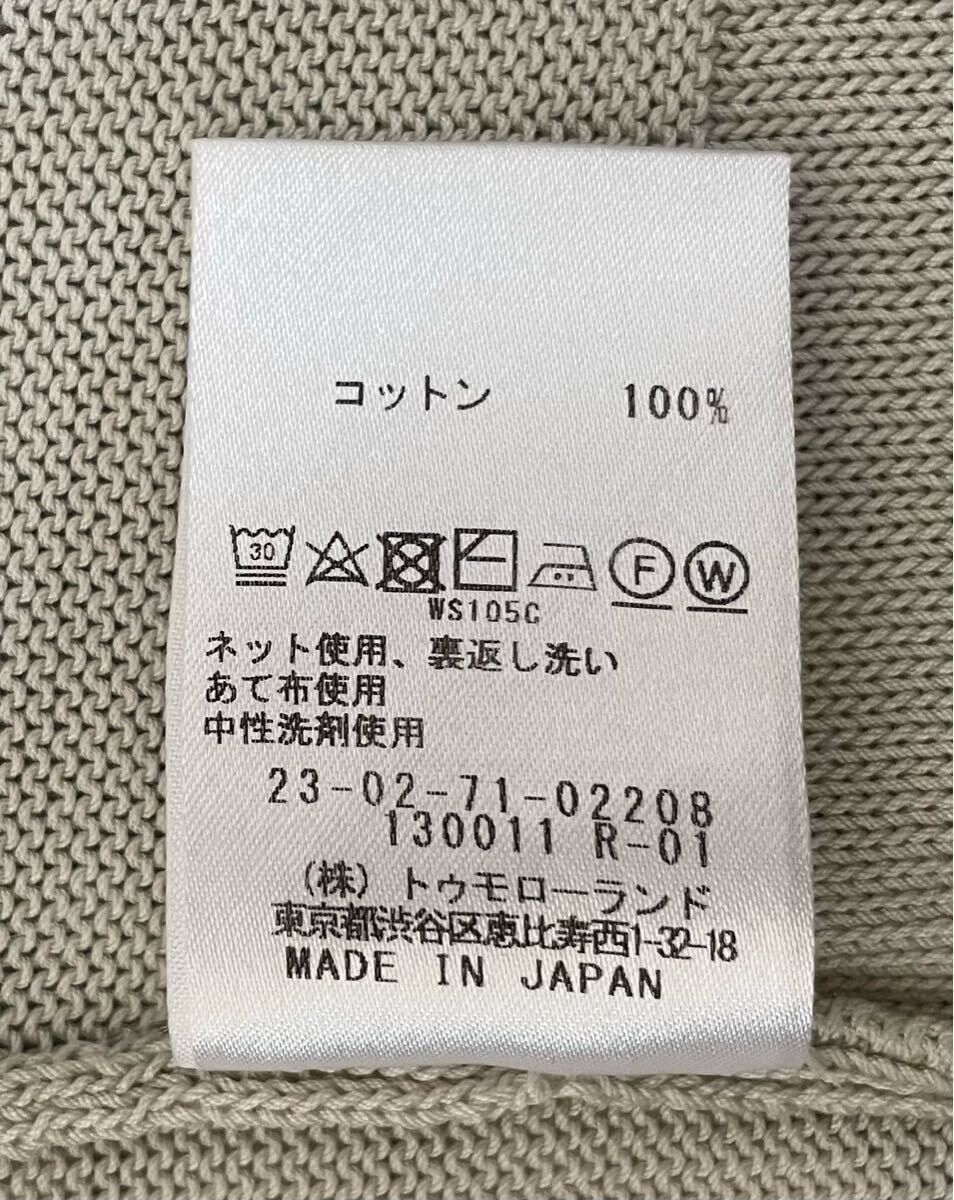 コットン 100%
30 F W
WS105C
ネット使用、裏返し洗い
あて布使用
中性洗剤使用
23-02-71-02208
130011 R-01
(株)トゥモローランド
東京都渋谷区恵比寿西1-32-18
MADE IN JAPAN